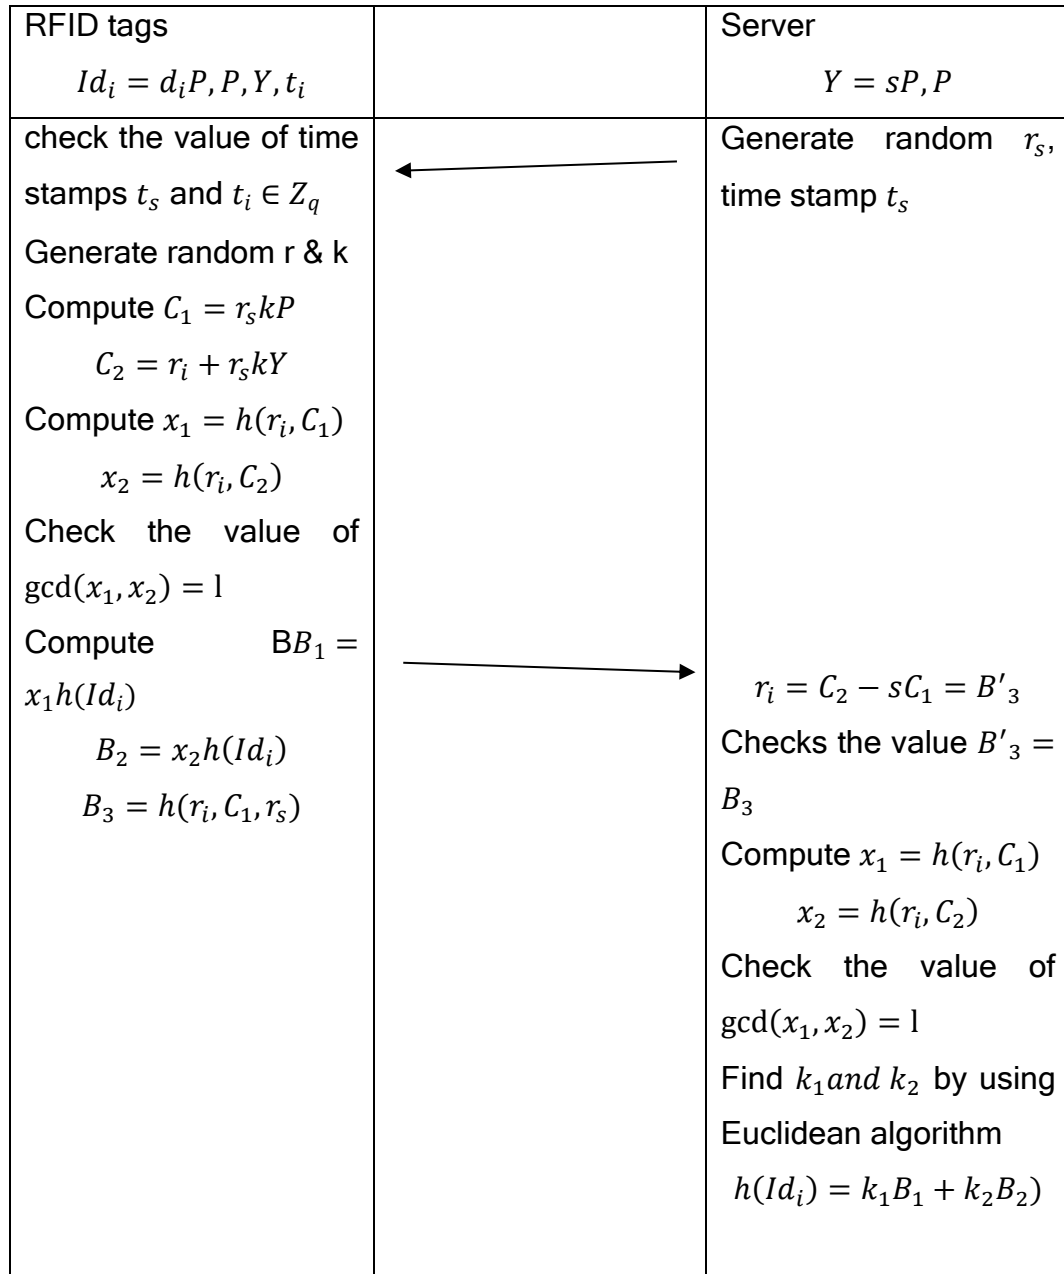 RFID tags
Id_i = d_iP, P, Y, t_i
Server
Y = sP, P
check the value of time
stamps t_s and t_i ∈ Z_q
Generate random r & k
Compute C_1 = r_skP
C_2 = r_i + r_skY
Compute x_1 = h(r_i, C_1)
x_2 = h(r_i, C_2)
Check the value of
gcd(x_1, x_2) = l
Compute BB_1 =
x_1h(Id_i)
B_2 = x_2h(Id_i)
B_3 = h(r_i, C_1, r_s)
Generate random r_s,
time stamp t_s
r_i = C_2 − sC_1 = B′_3
Checks the value B′_3 =
B_3
Compute x_1 = h(r_i, C_1)
x_2 = h(r_i, C_2)
Check the value of
gcd(x_1, x_2) = l
Find k_1and k_2 by using
Euclidean algorithm
h(Id_i) = k_1B_1 + k_2B_2)